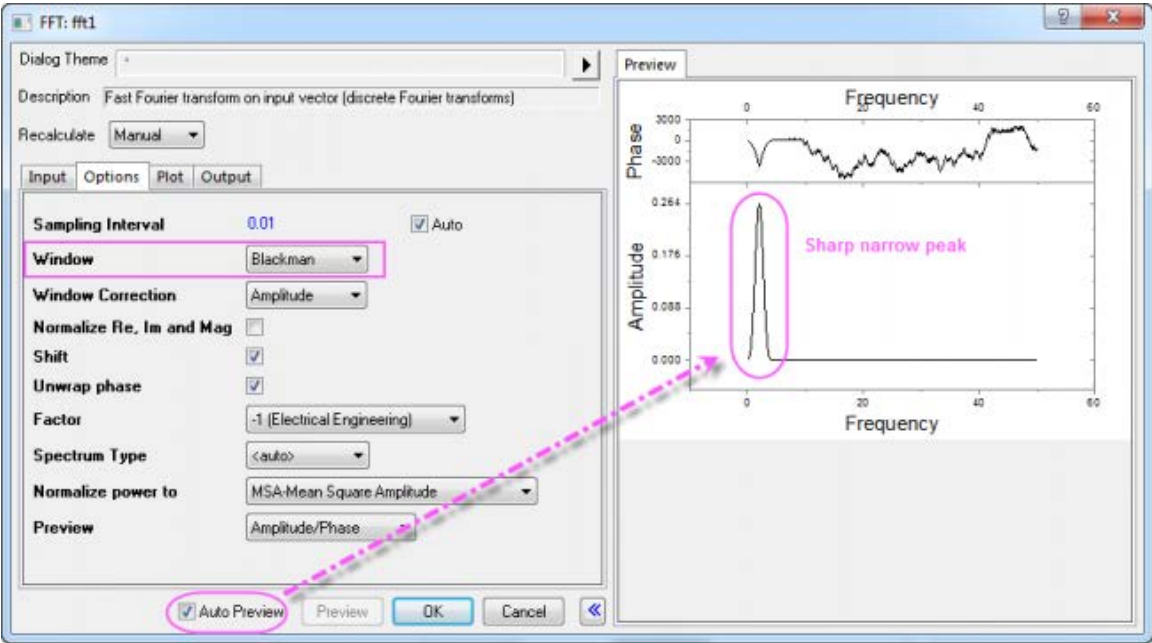 FFT: fft1
Dialog Theme *
Description Fast Fourier transform on input vector (discrete Fourier transforms)
Recalculate Manual
Input Options Plot Output
Sampling Interval 0.01 Auto
Window Blackman
Window Correction Amplitude
Normalize Re, Im and Mag
Shift
Unwrap phase
Factor -1 (Electrical Engineering)
Spectrum Type <auto>
Normalize power to MSA-Mean Square Amplitude
Preview Amplitude/Phase
Auto Preview Preview OK Cancel
Preview
Frequency
0 20 40 60
Phase
3000
0
-3000
Amplitude
0.264
0.176
0.088
0.000
Sharp narrow peak
0 20 40 60
Frequency